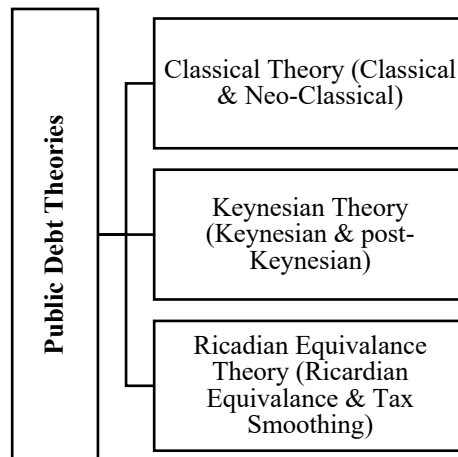 Public Debt Theories
Classical Theory (Classical
& Neo-Classical)
Keynesian Theory
(Keynesian & post-
Keynesian)
Ricadian Equivalance
Theory (Ricardian
Equivalance & Tax
Smoothing)